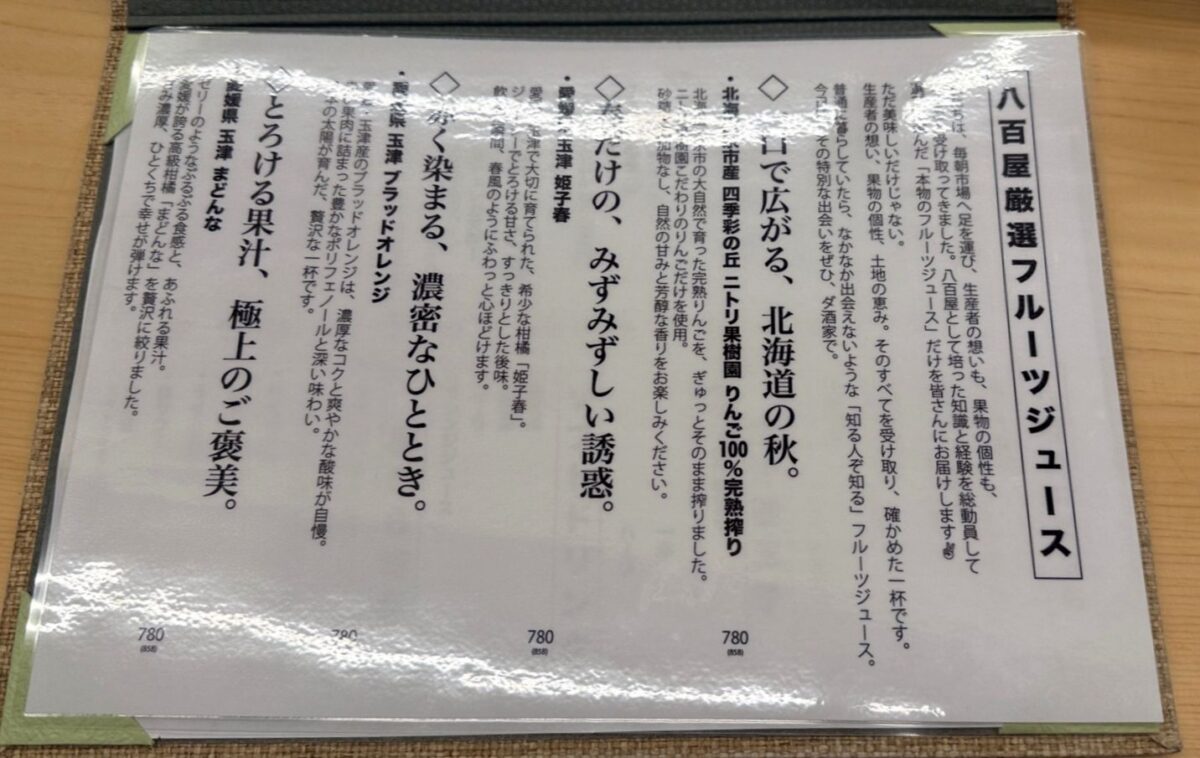 八百屋厳選フルーツジュース
は、毎朝市場へ足を運び、生産者の想いも、果物の個性も、
受け取ってきました。八百屋として培った知識と経験を総動員して
んだ「本物のフルーツジュース」だけを皆さんにお届けします✌
ただ美味しいだけじゃない。
生産者の想い、果物の個性、土地の恵み。そのすべてを受け取り、確かめた一杯です。
普通に暮らしていたら、なかなか出会えないような「知る人ぞ知る」フルーツジュース。
今日は、その特別な出会いをぜひ、ダ酒家で。
◇ 口で広がる、北海道の秋。
・北海 市産 四季彩の丘 ニトリ果樹園 りんご100%完熟搾り
780
(858)
北海 市の大自然で育った完熟りんごを、ぎゅっとそのまま搾りました。
ニト 樹園こだわりのりんごだけを使用。
砂糖 加物なし、自然の甘みと芳醇な香りをお楽しみください。
◇ だけの、みずみずしい誘惑。
・愛媛 玉津 姫子春
780
(858)
愛 玉津で大切に育てられた、希少な柑橘「姫子春」。
ジ ーでとろける甘さ、すっきりとした後味。
飲 瞬間、春風のようにふわっと心ほどけます。
◇ く染まる、濃密なひととき。
・ 県 玉津 ブラッドオレンジ
780
玉津産のブラッドオレンジは、濃厚なコクと爽やかな酸味が自慢。
果肉に詰まった豊かなポリフェノールと深い味わい。
の太陽が育んだ、贅沢な一杯です。
◇とろける果汁、極上のご褒美。
愛媛県 玉津 まどんな
780
(858)
ゼリーのようなぷるぷる食感と、あふれる果汁。
愛媛が誇る高級柑橘「まどんな」を贅沢に搾りました。
み濃厚、ひとくちで幸せが弾けます。